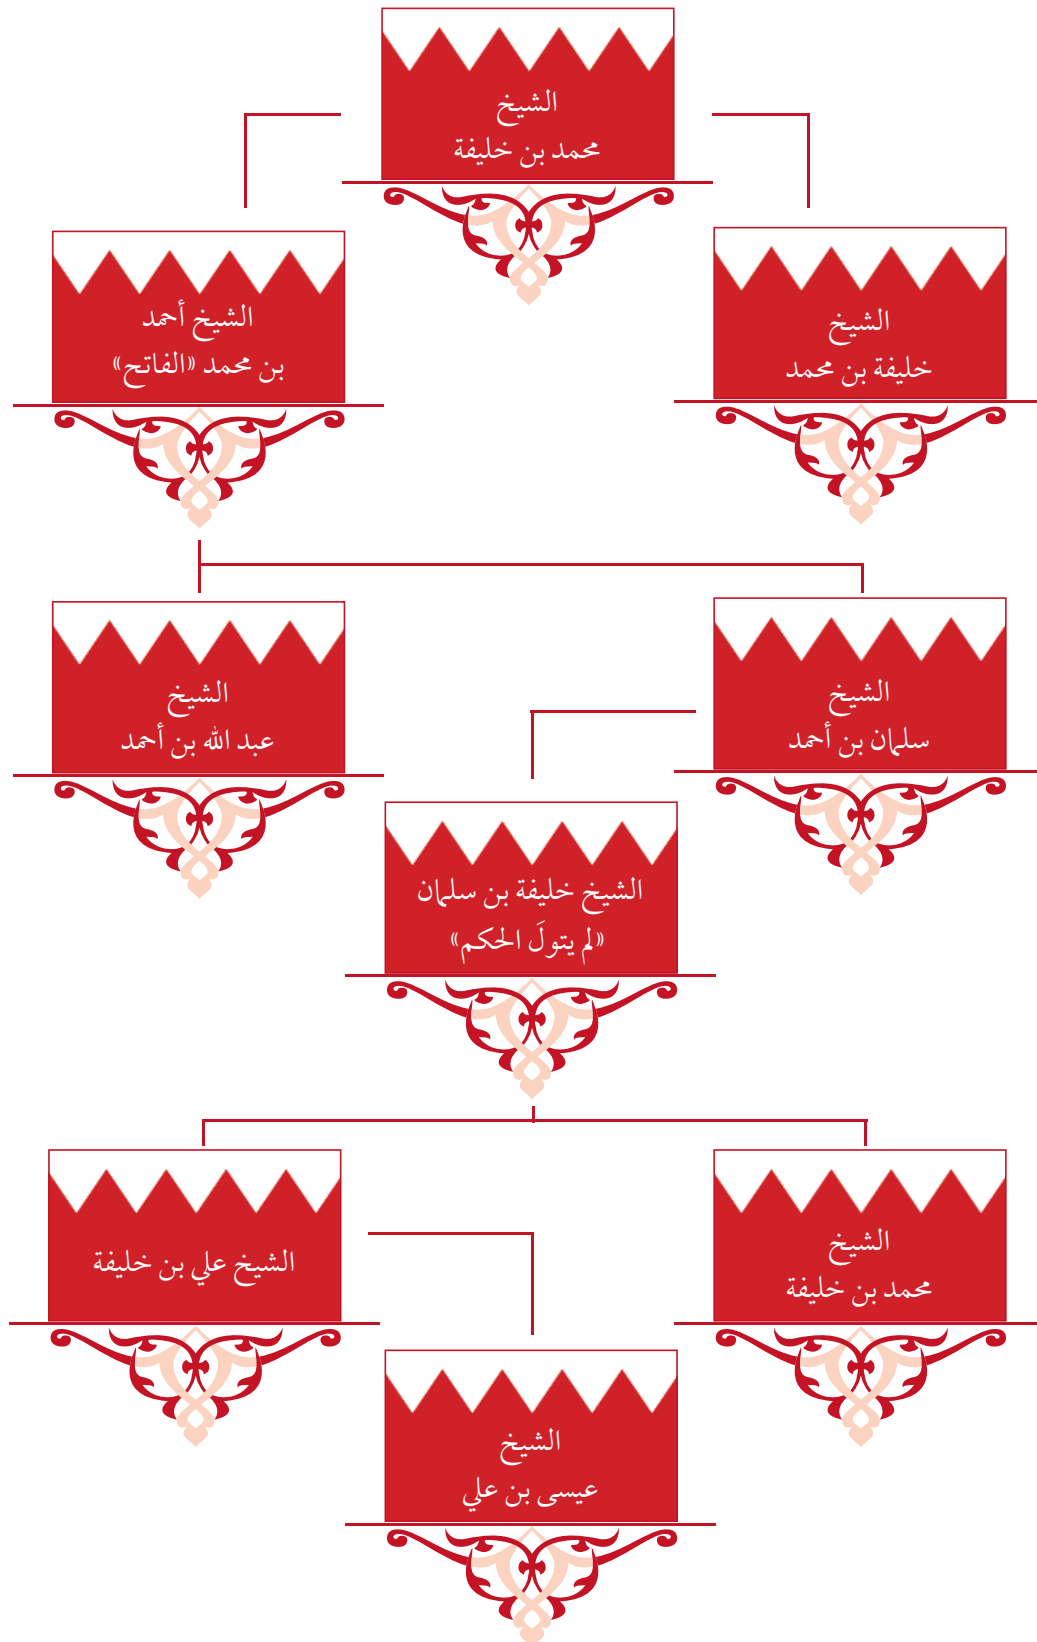 الشيخ
محمد بن خليفة
الشيخ
خليفة بن محمد
الشيخ أحمد
بن محمد «الفاتح»
الشيخ
سلمان بن أحمد
الشيخ
عبد الله بن أحمد
الشيخ خليفة بن سلمان
«لم يتولَ الحكم»
الشيخ
محمد بن خليفة
الشيخ علي بن خليفة
الشيخ
عيسى بن علي